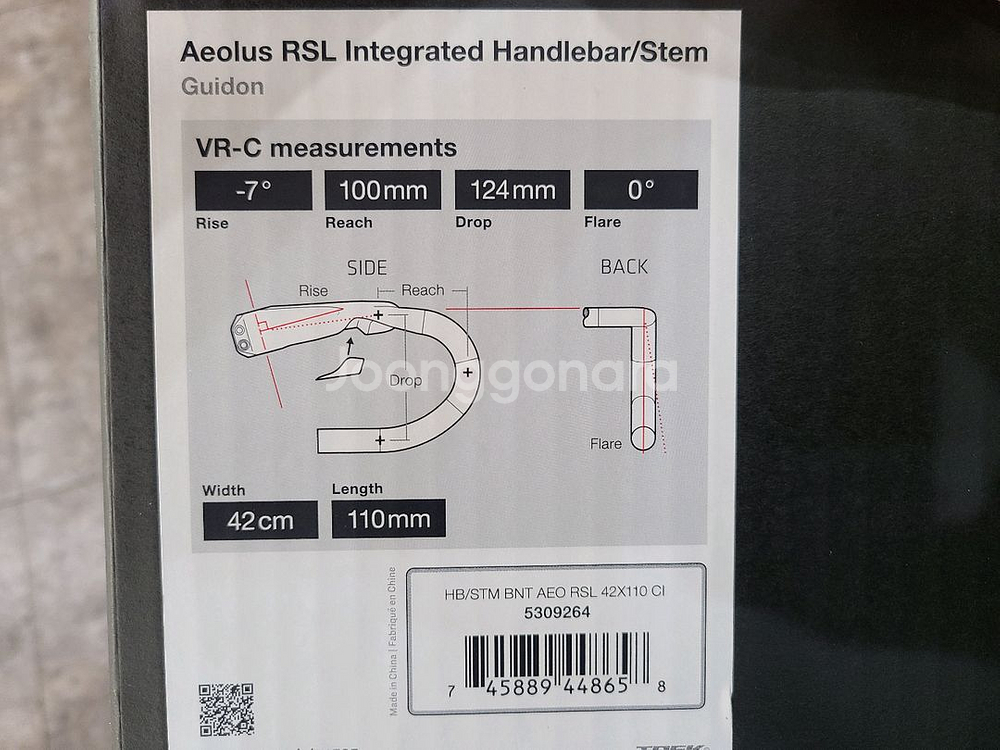 Aeolus RSL Integrated Handlebar/Stem
Guidon
VR-C measurements
-7° 100mm 124mm 0°
Rise Reach Drop Flare
SIDE BACK
Rise Reach
Joonggonara
Drop
Flare
Width Length
42cm 110mm
Made in China | Fabriqué en Chine
HB/STM BNT AEO RSL 42X110 CI
5309264
7 45889 44865 8
TREK